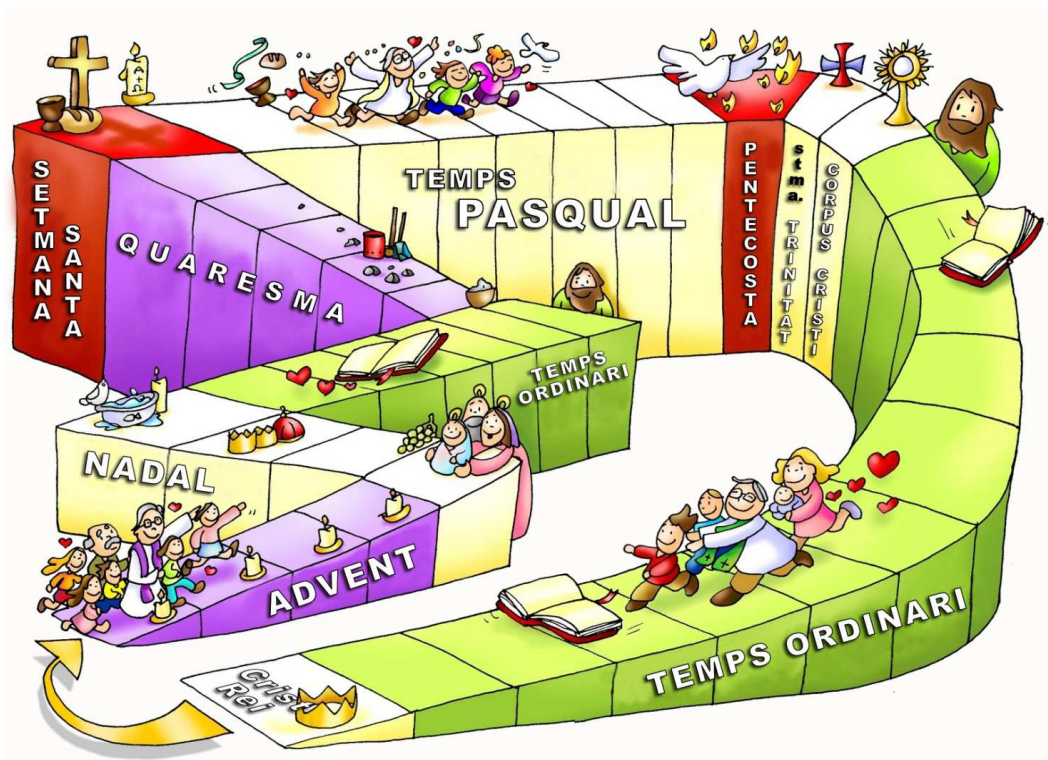 SETMANA
SANTA
QUARESMA
TEMPS
PASQUAL
PENTECOSTA
stma. TRINITAT
CORPUS CRISTI
TEMPS
ORDINARI
NADAL
ADVENT
TEMPS ORDINARI
Crist
Rei